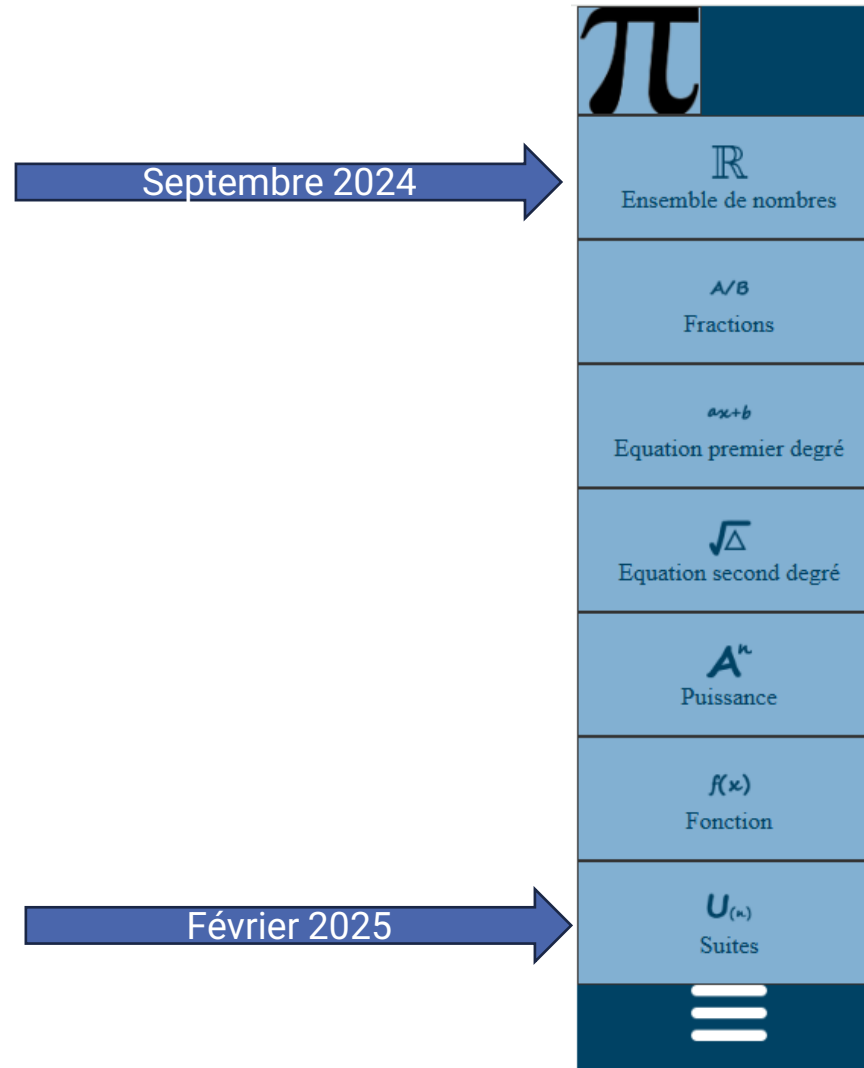 π
Septembre 2024
ℝ
Ensemble de nombres
A/B
Fractions
ax+b
Equation premier degré
√△
Equation second degré
Aⁿ
Puissance
f(x)
Fonction
U(n)
Suites
Février 2025